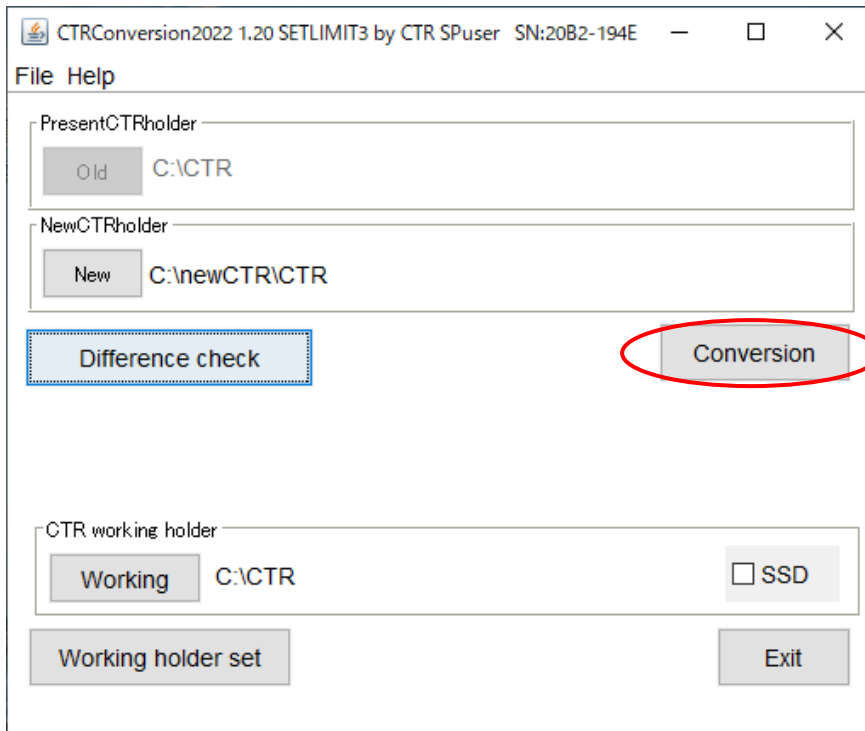 CTRConversion2022 1.20 SETLIMIT3 by CTR SPuser SN:20B2-194E
File Help
PresentCTRholder
Old C:\CTR
NewCTRholder
New C:\newCTR\CTR
Difference check Conversion
CTR working holder
Working C:\CTR SSD
Working holder set Exit